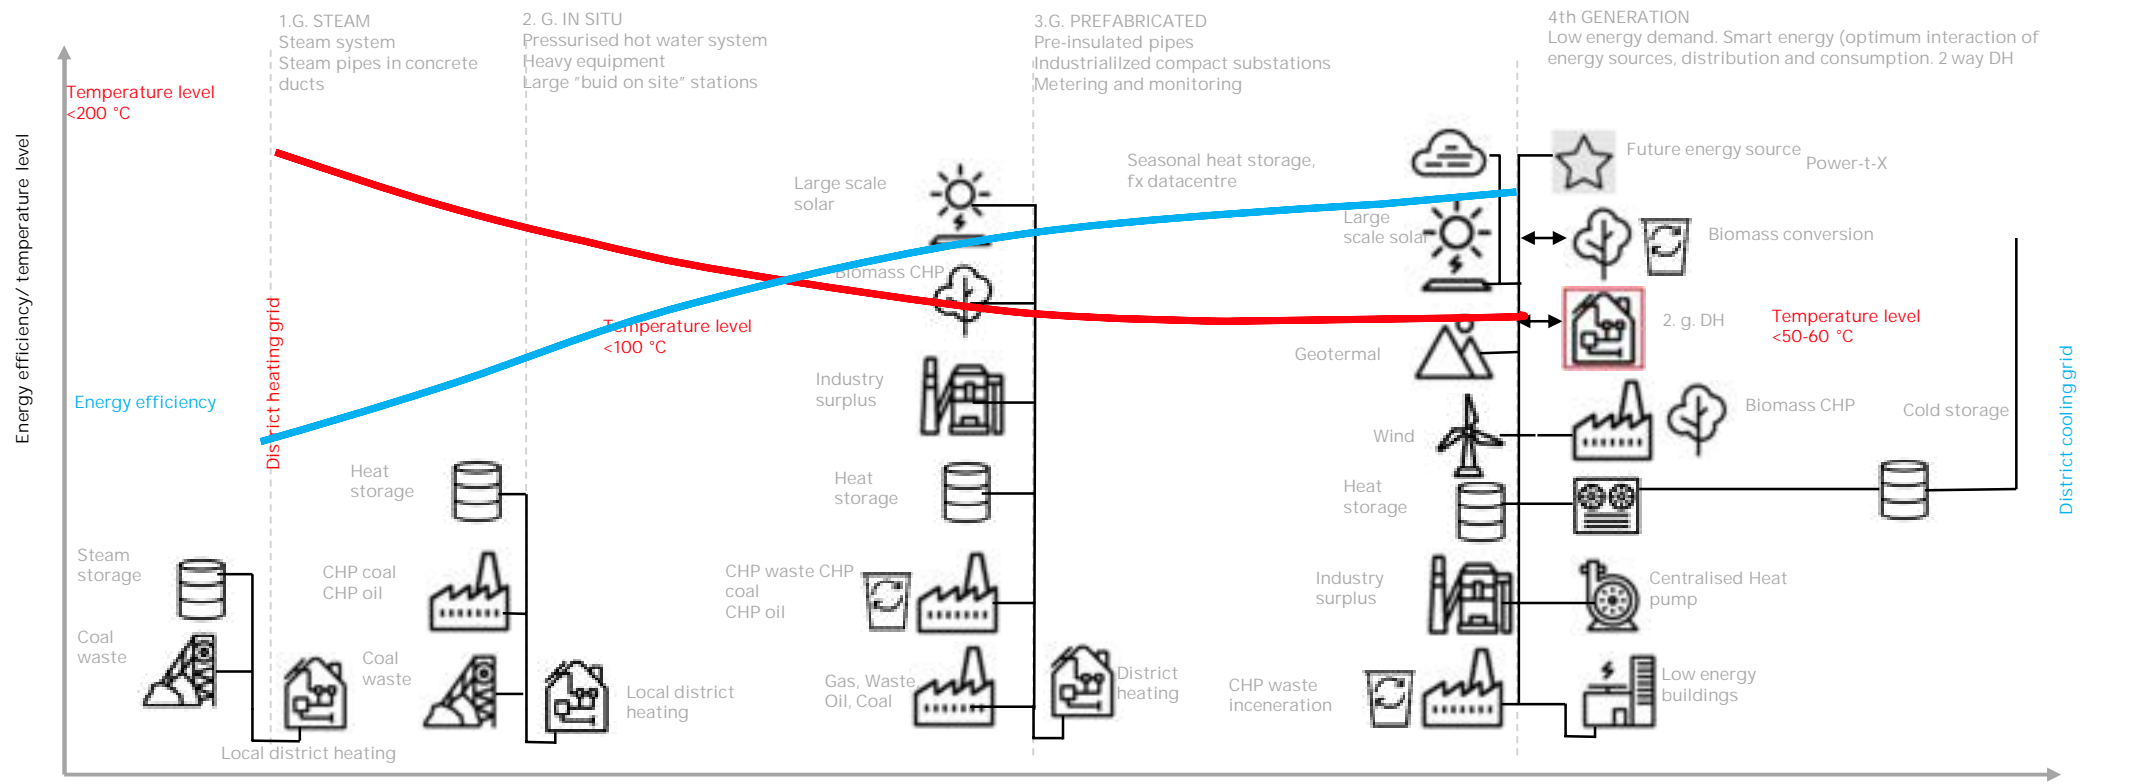 1.G. STEAM
Steam system
Steam pipes in concrete
ducts
2. G. IN SITU
Pressurised hot water system
Heavy equipment
Large "buid on site" stations
3.G. PREFABRICATED
Pre-insulated pipes
Industrialilzed compact substations
Metering and monitoring
4th GENERATION
Low energy demand. Smart energy (optimum interaction of
energy sources, distribution and consumption. 2 way DH
Temperature level
<200 °C
Energy efficiency/ temperature level
Energy efficiency
District heating grid
Steam
storage
Coal
waste
Local district heating
Heat
storage
CHP coal
CHP oil
Coal
waste
Local district
heating
Temperature level
<100 °C
Large scale
solar
Biomass CHP
Industry
surplus
Heat
storage
CHP waste CHP
coal
CHP oil
Gas, Waste
Oil, Coal
District
heating
Seasonal heat storage,
fx datacentre
Large
scale solar
Geotermal
Wind
Heat
storage
Industry
surplus
CHP waste
inceneration
Future energy source
Power-t-X
Biomass conversion
2. g. DH
Temperature level
<50-60 °C
Biomass CHP
Cold storage
Centralised Heat
pump
Low energy
buildings
District cooling grid